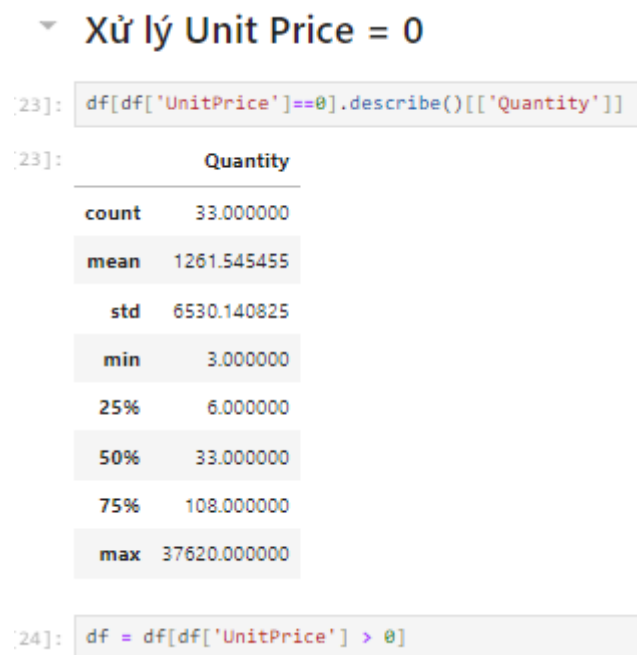 Xử lý Unit Price = 0
[23]: df[df['UnitPrice']==0].describe()[['Quantity']]
[23]: Quantity
count 33.000000
mean 1261.545455
std 6530.140825
min 3.000000
25% 6.000000
50% 33.000000
75% 108.000000
max 37620.000000
[24]: df = df[df['UnitPrice'] > 0]